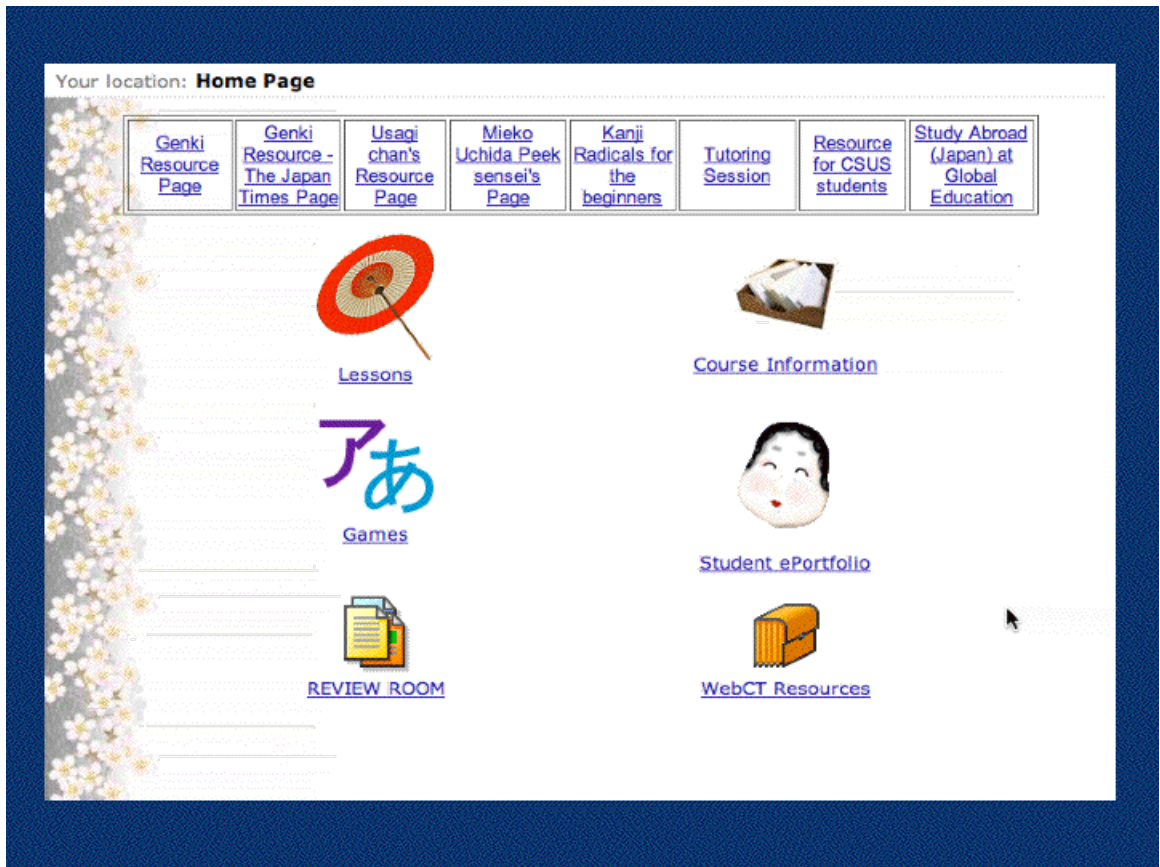 Your location: Home Page
Genki
Resource
Page
Genki
Resource -
The Japan
Times Page
Usagi
chan's
Resource
Page
Mieko
Uchida Peek
sensei's
Page
Kanji
Radicals for
the
beginners
Tutoring
Session
Resource
for CSUS
students
Study Abroad
(Japan) at
Global
Education
Lessons
Course Information
アあ
Games
Student ePortfolio
REVIEW ROOM
WebCT Resources